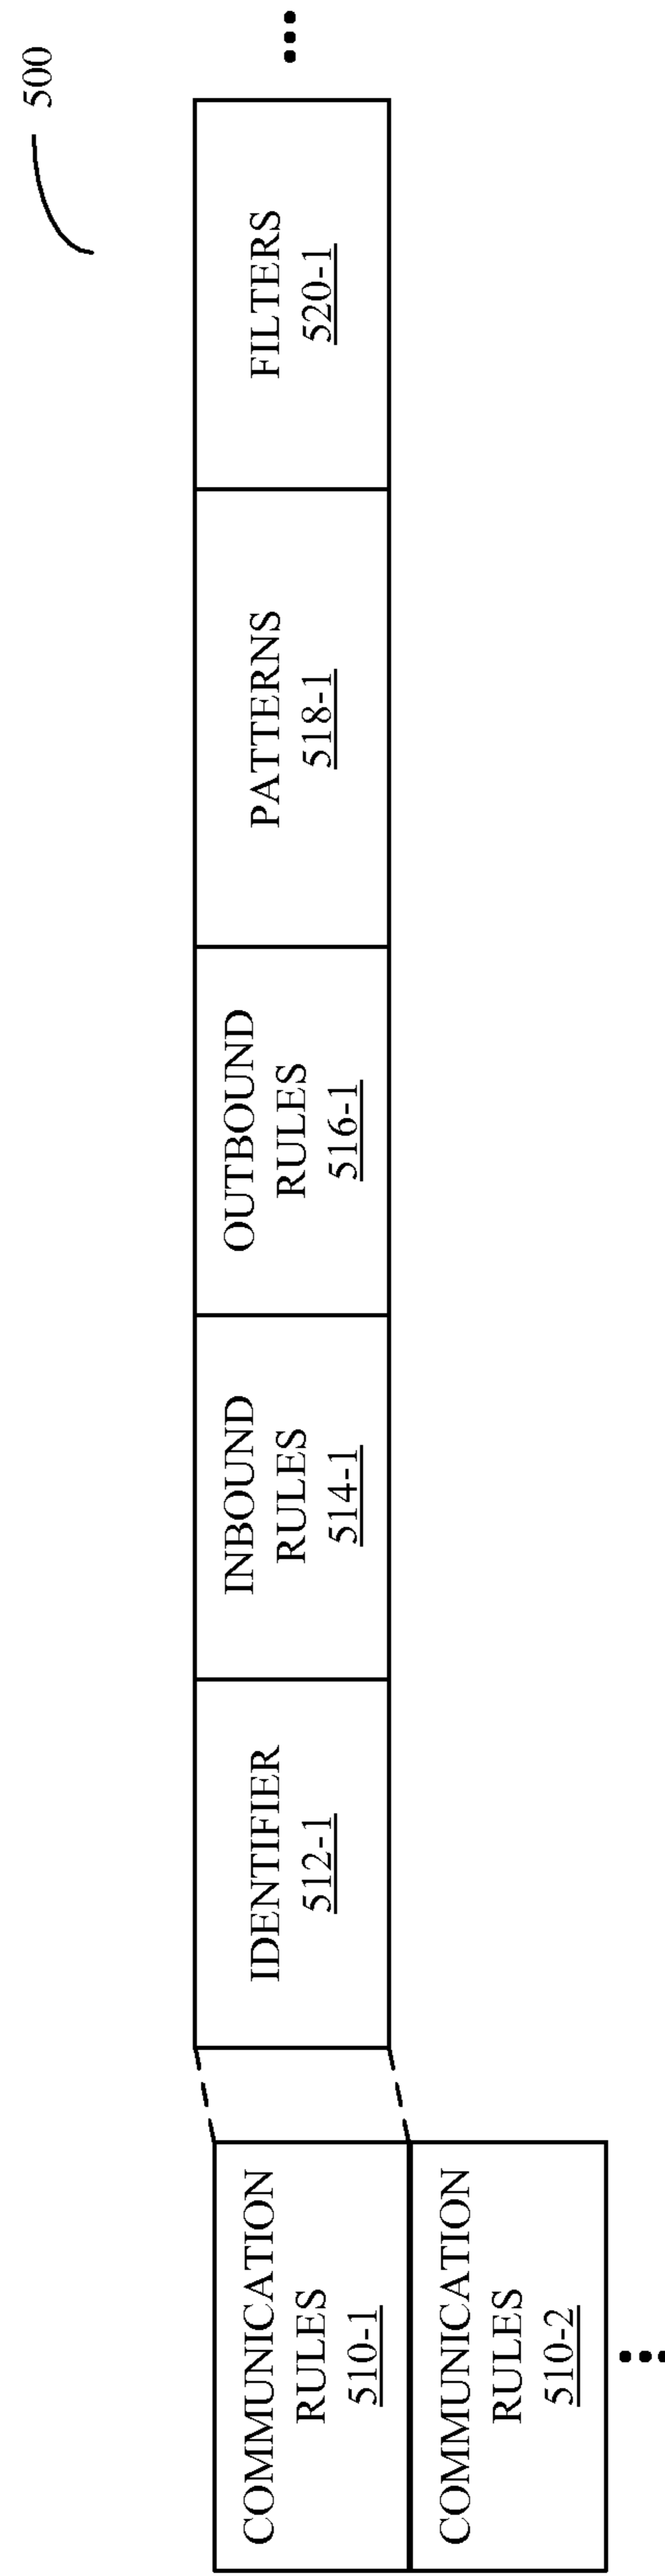 500
COMMUNICATION
RULES
510-1
IDENTIFIER
512-1
INBOUND
RULES
514-1
OUTBOUND
RULES
516-1
PATTERNS
518-1
FILTERS
520-1
...
COMMUNICATION
RULES
510-2
...